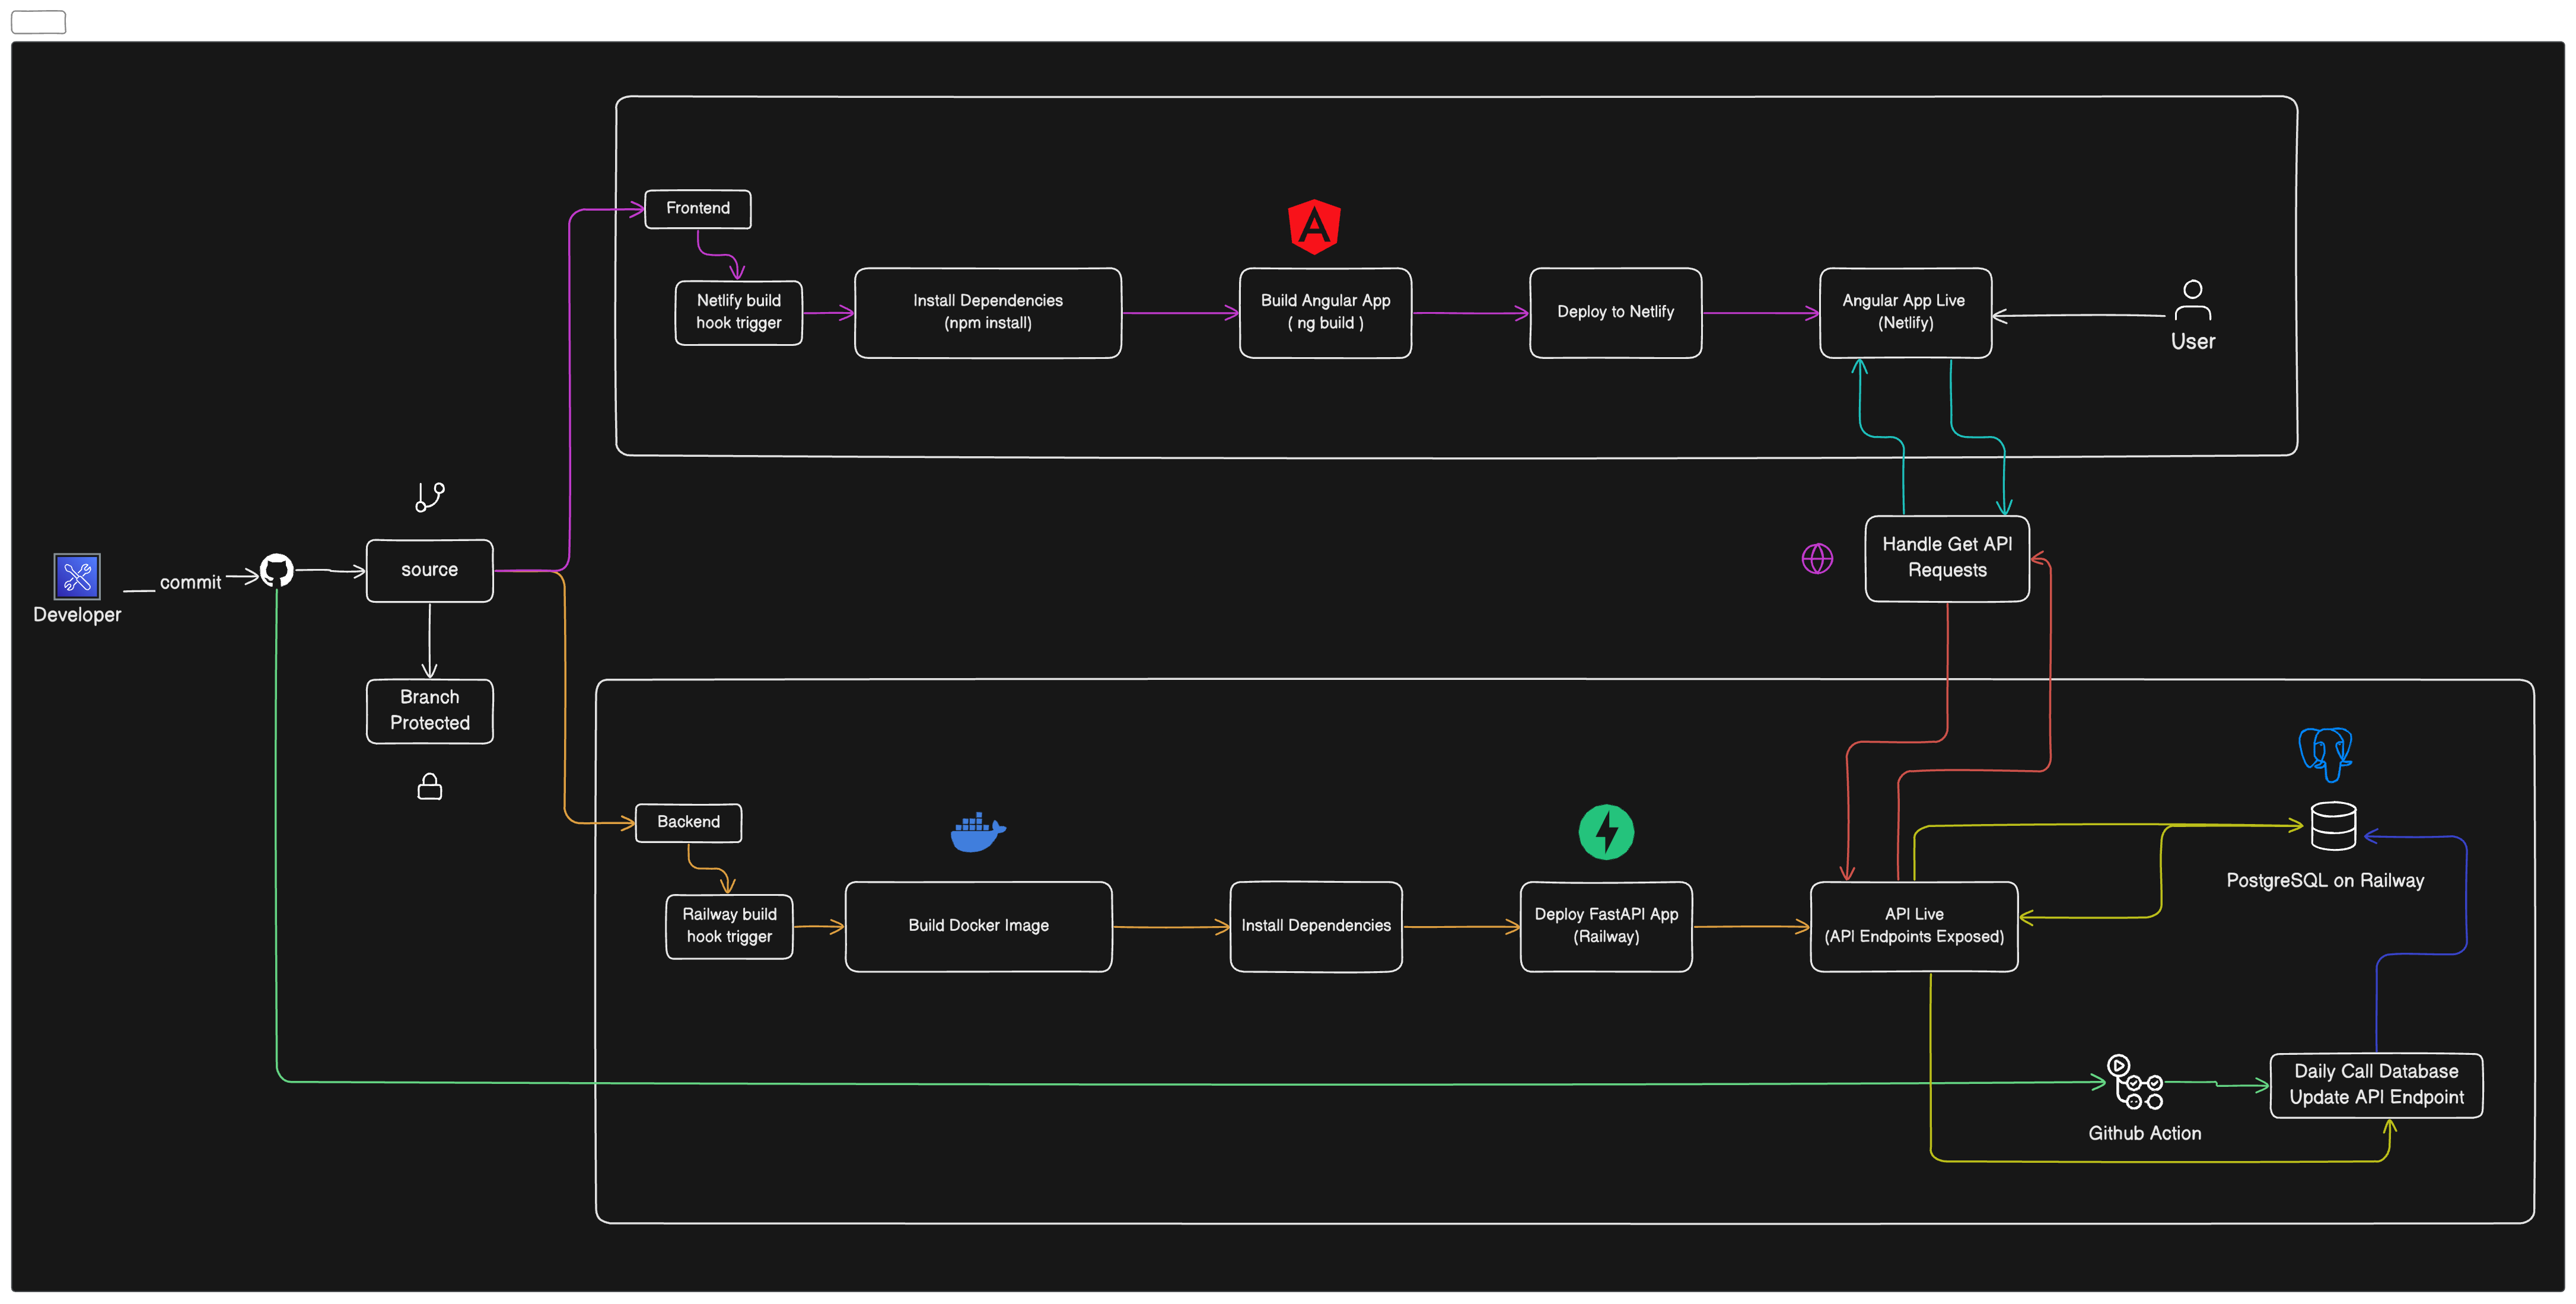 Frontend
Netlify build
hook trigger
Install Dependencies
(npm install)
Build Angular App
( ng build )
Deploy to Netlify
Angular App Live
(Netlify)
User
Developer
commit
source
Branch
Protected
Handle Get API
Requests
Backend
Railway build
hook trigger
Build Docker Image
Install Dependencies
Deploy FastAPI App
(Railway)
API Live
(API Endpoints Exposed)
PostgreSQL on Railway
Github Action
Daily Call Database
Update API Endpoint